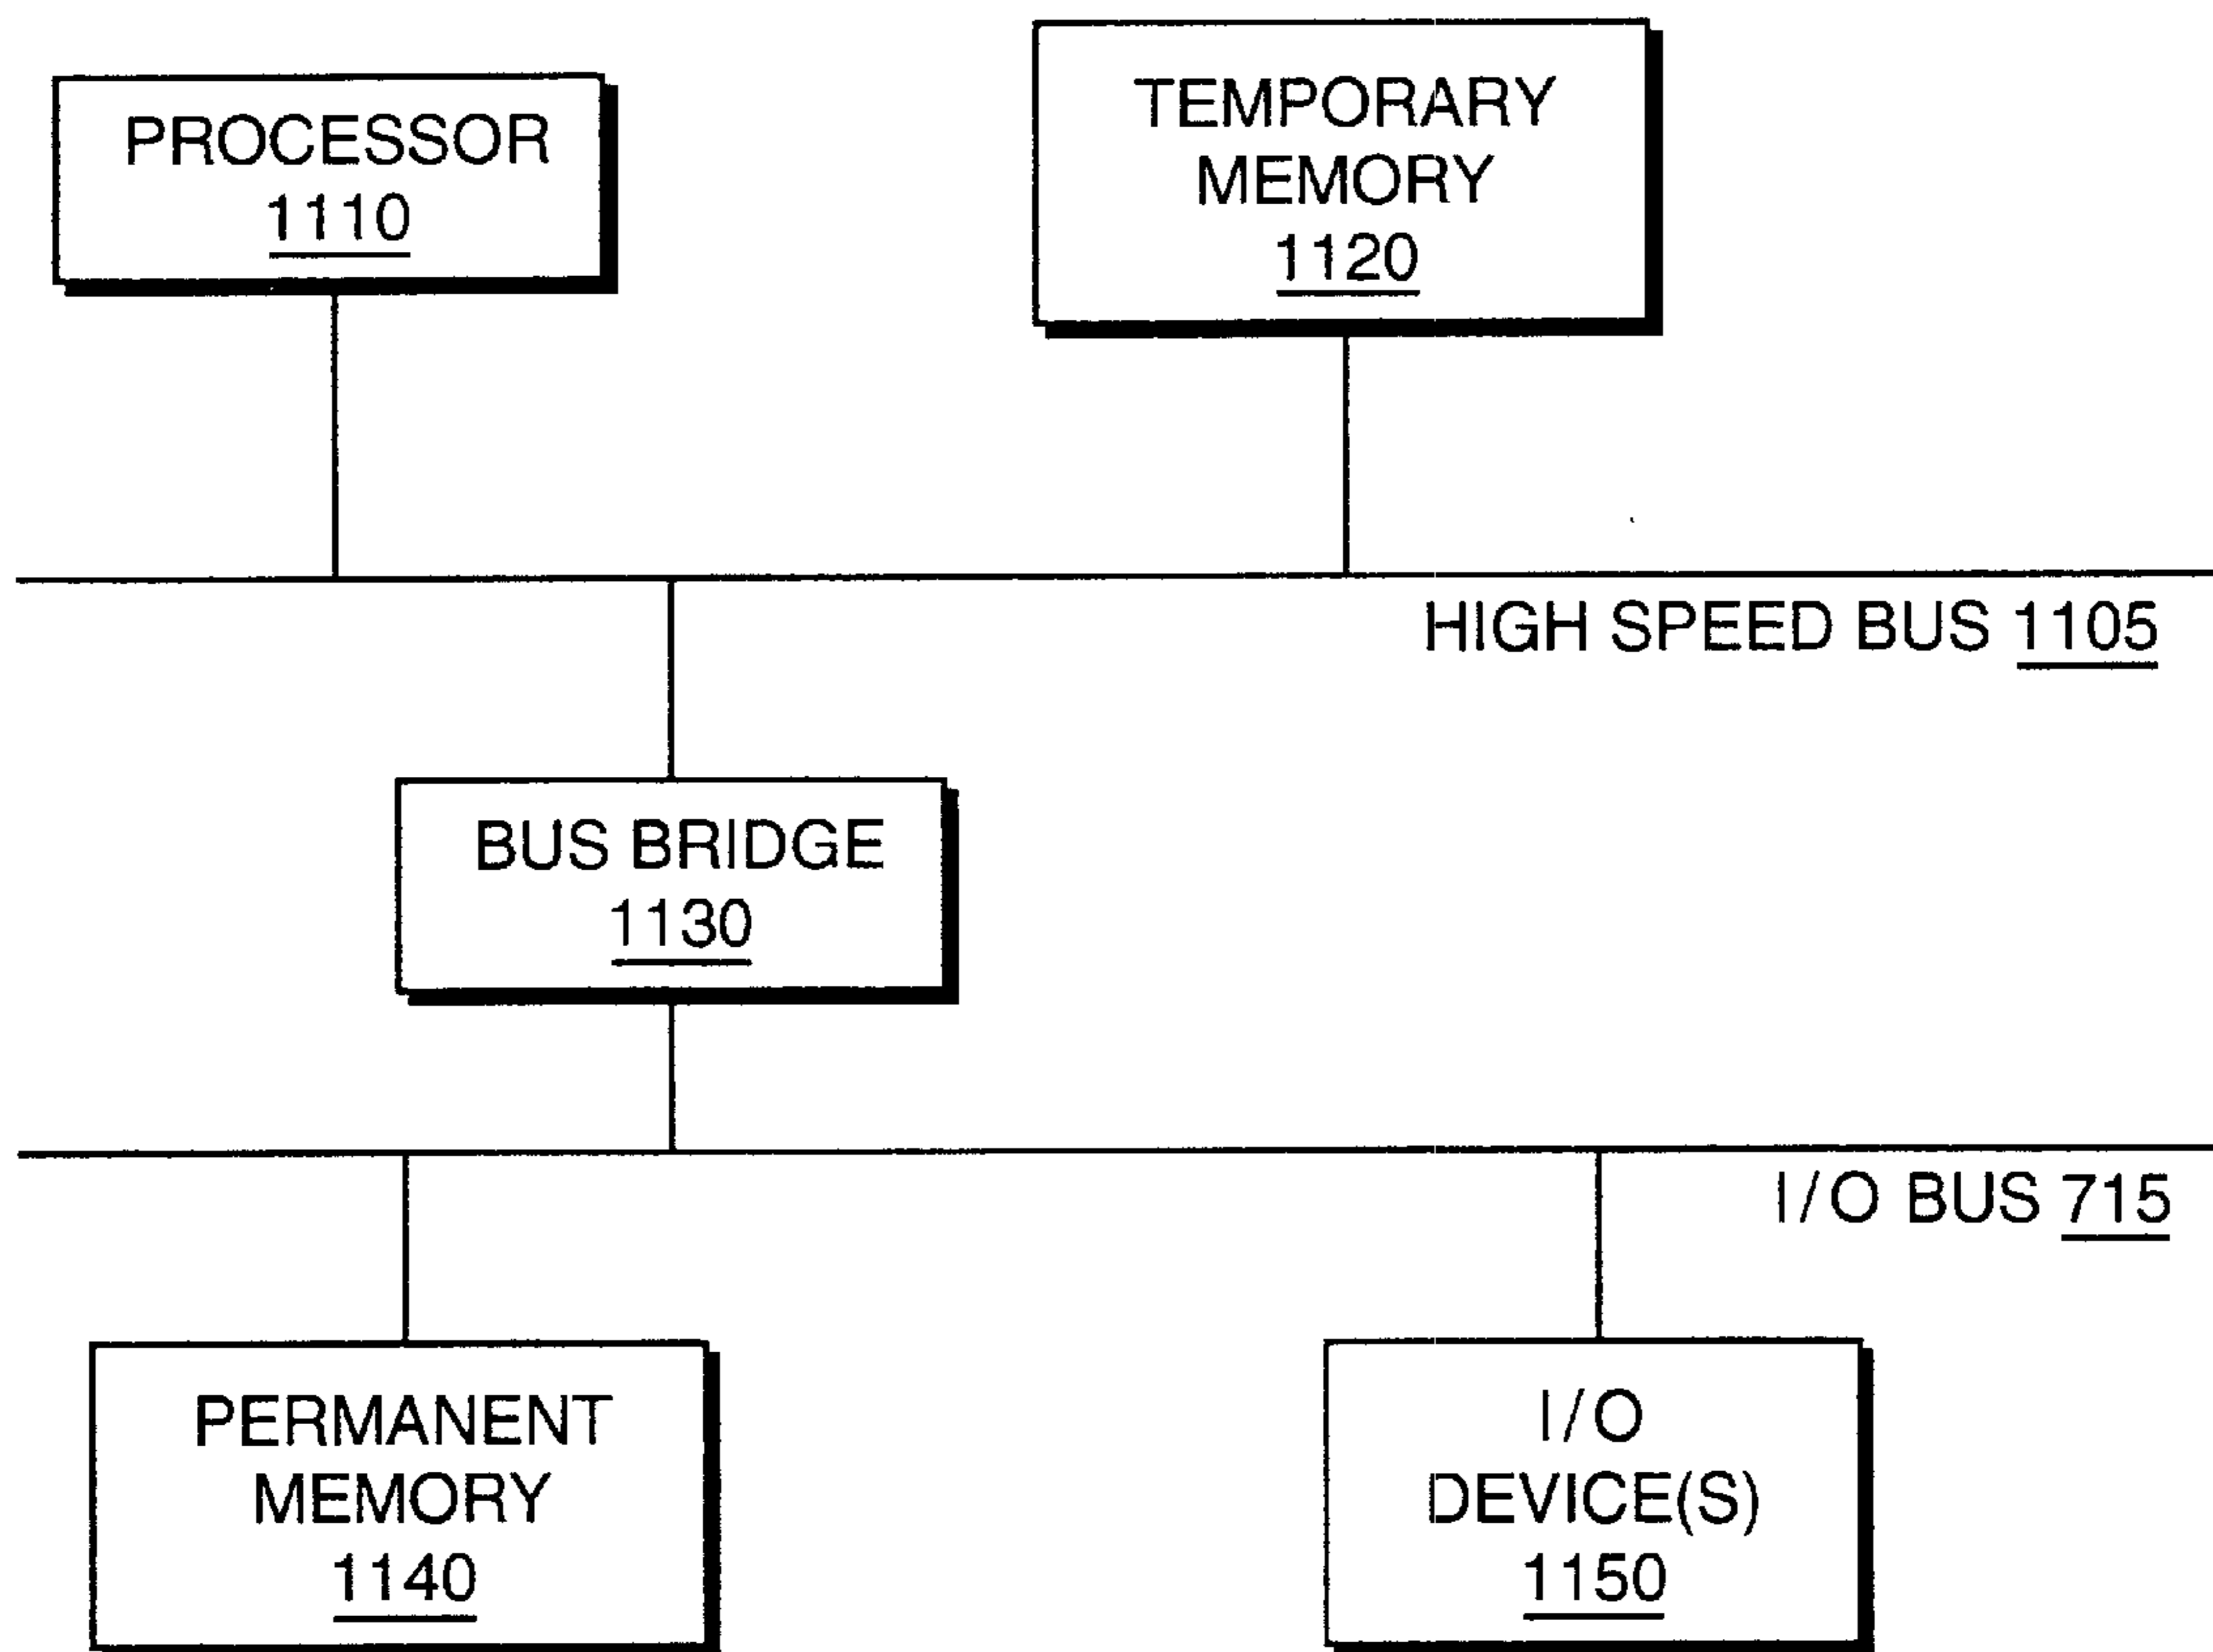 PROCESSOR
1110
TEMPORARY
MEMORY
1120
HIGH SPEED BUS 1105
BUS BRIDGE
1130
I/O BUS 715
PERMANENT
MEMORY
1140
I/O
DEVICE(S)
1150